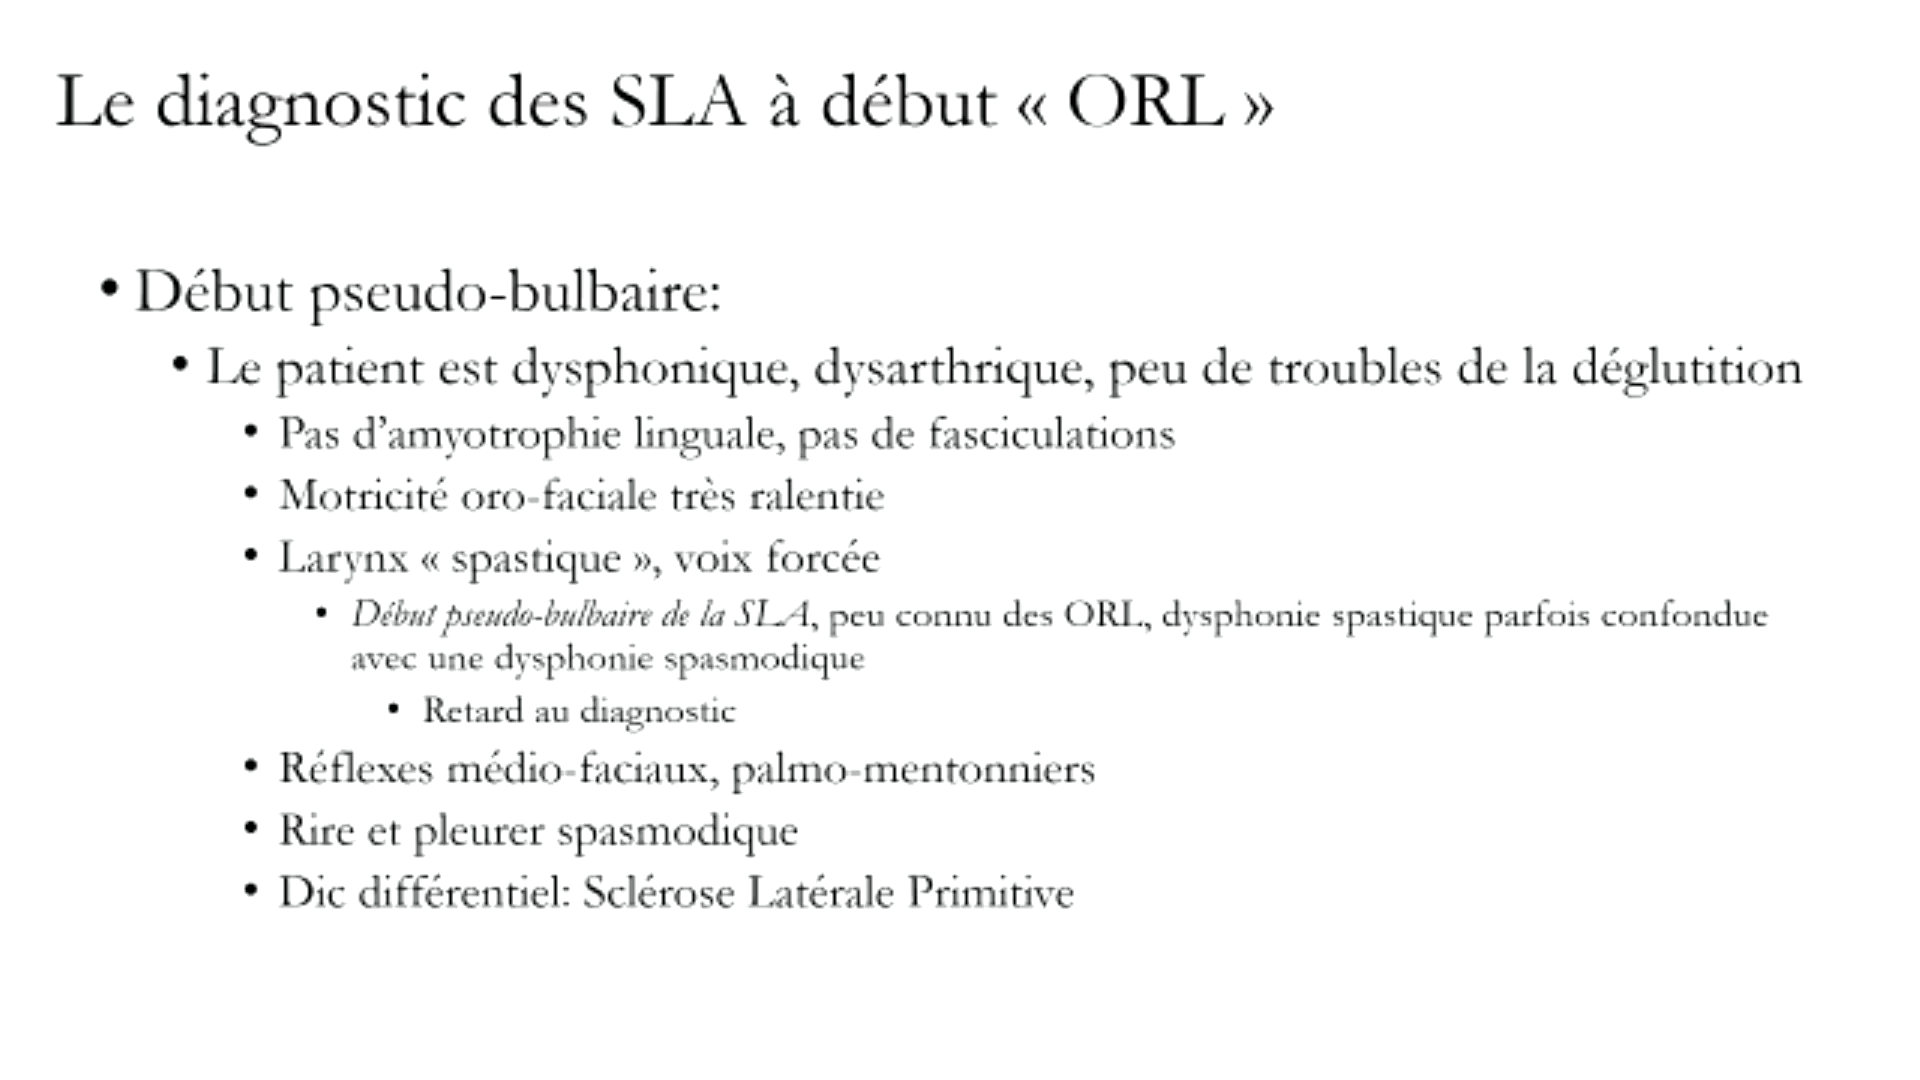 Le diagnostic des SLA à début « ORL »
• Début pseudo-bulbaire:
• Le patient est dysphonique, dysarthrique, peu de troubles de la déglutition
• Pas d’amyotrophie linguale, pas de fasciculations
• Motricité oro-faciale très ralentie
• Larynx « spastique », voix forcée
• Début pseudo-bulbaire de la SLA, peu connu des ORL, dysphonie spastique parfois confondue
avec une dysphonie spasmodique
• Retard au diagnostic
• Réflexes médio-faciaux, palmo-mentonniers
• Rire et pleurer spasmodique
• Dic différentiel: Sclérose Latérale Primitive